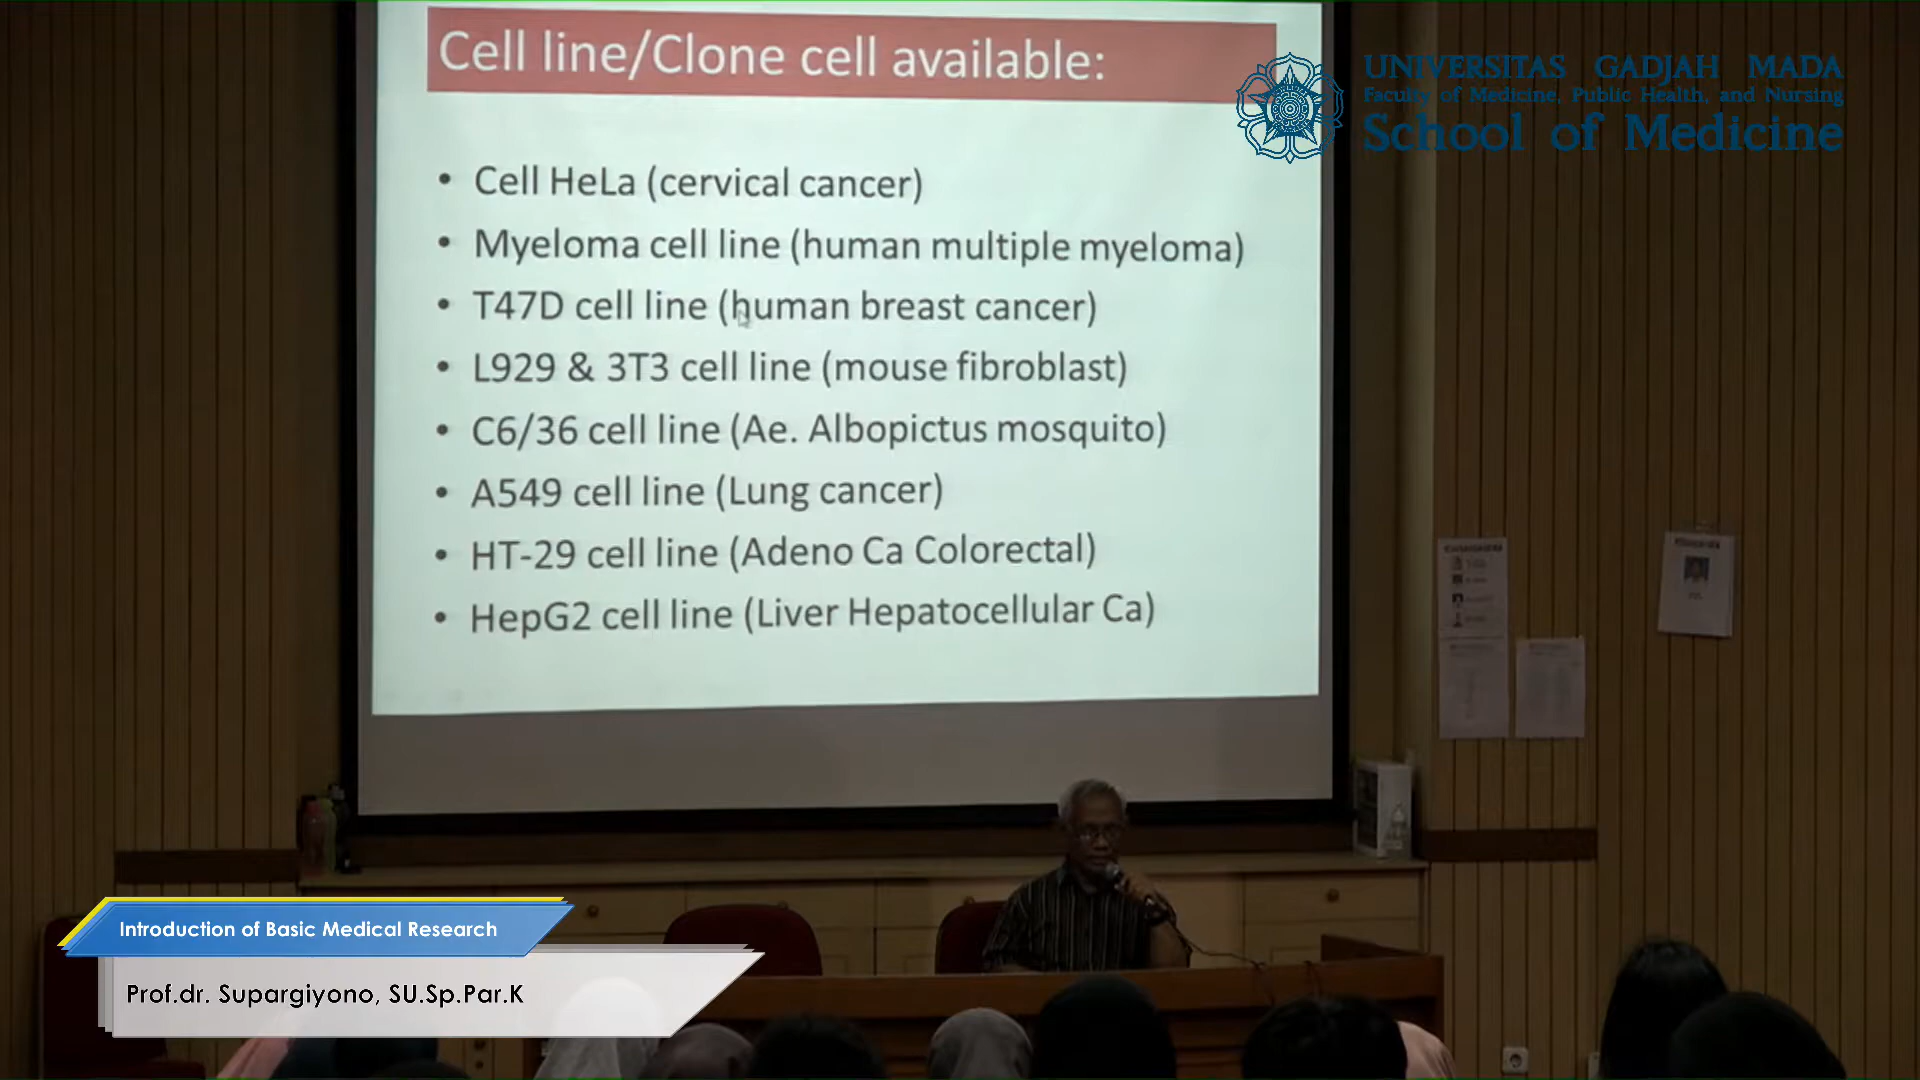 Cell line/Clone cell available:
UNIVERSITAS GADJAH MADA
Faculty of Medicine, Public Health, and Nursing
School of Medicine
• Cell HeLa (cervical cancer)
• Myeloma cell line (human multiple myeloma)
• T47D cell line (human breast cancer)
• L929 & 3T3 cell line (mouse fibroblast)
• C6/36 cell line (Ae. Albopictus mosquito)
• A549 cell line (Lung cancer)
• HT-29 cell line (Adeno Ca Colorectal)
• HepG2 cell line (Liver Hepatocellular Ca)
Introduction of Basic Medical Research
Prof.dr. Supargiyono, SU.Sp.Par.K